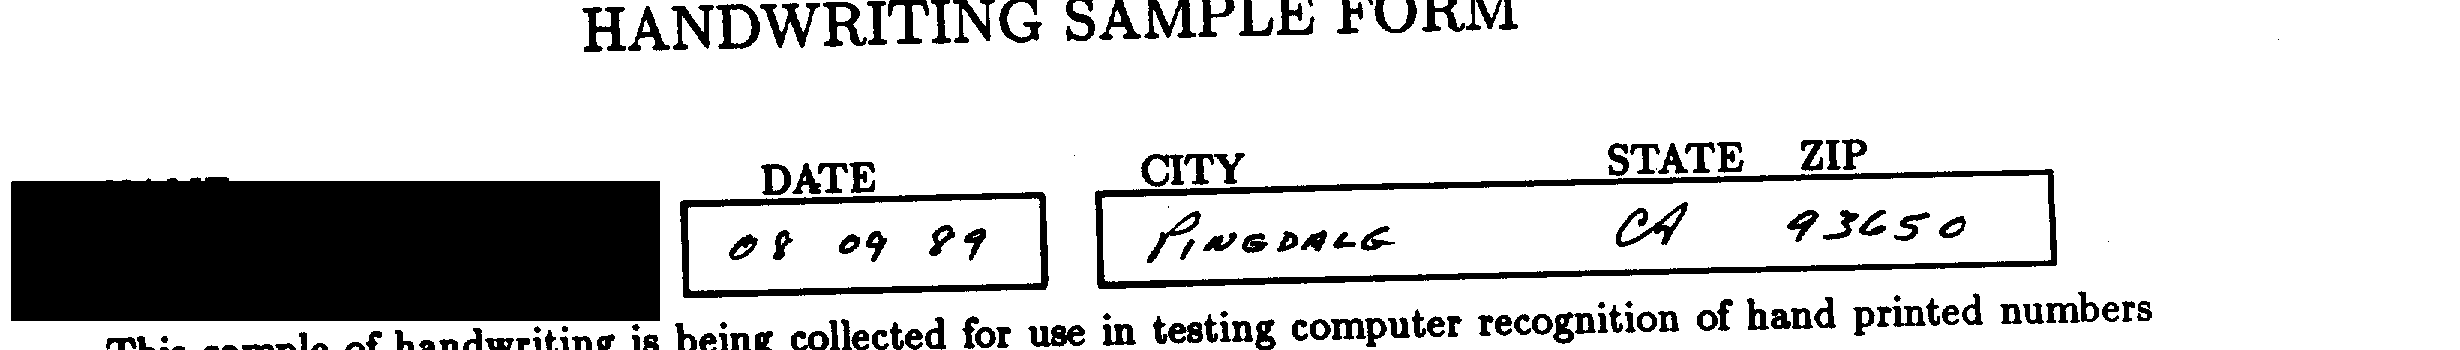 HANDWRITING SAMPLE FORM
DATE CITY STATE ZIP
08 09 89 PINEDALE CA 93650
This sample of handwriting is being collected for use in testing computer recognition of hand printed numbers